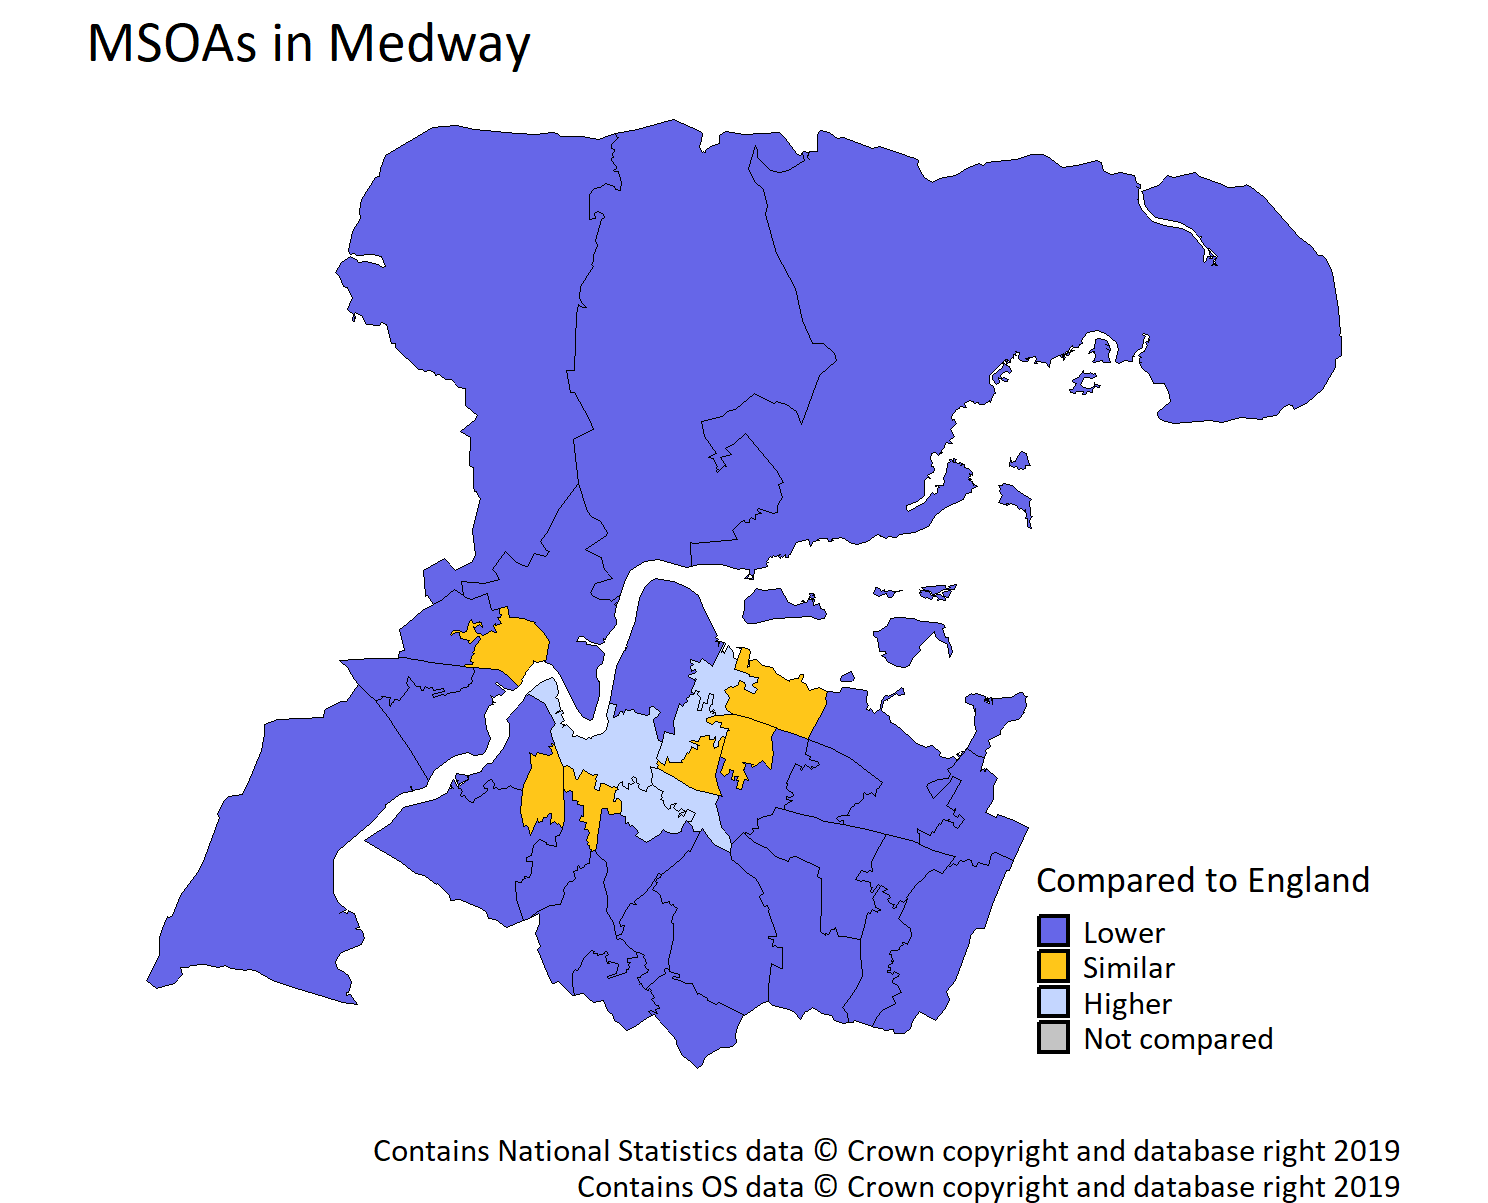 MSOAs in Medway
Compared to England
Lower
Similar
Higher
Not compared
Contains National Statistics data © Crown copyright and database right 2019
Contains OS data © Crown copyright and database right 2019